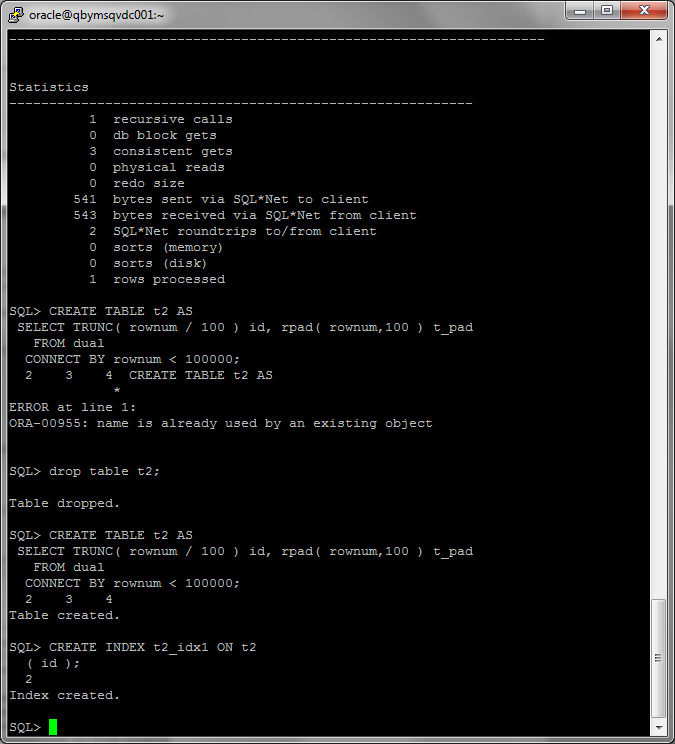 oracle@qbymsqvdc001:~
--------------------------------------------------------------------
Statistics
----------------------------------------------------------
          1  recursive calls
          0  db block gets
          3  consistent gets
          0  physical reads
          0  redo size
        541  bytes sent via SQL*Net to client
        543  bytes received via SQL*Net from client
          2  SQL*Net roundtrips to/from client
          0  sorts (memory)
          0  sorts (disk)
          1  rows processed
SQL> CREATE TABLE t2 AS
 SELECT TRUNC( rownum / 100 ) id, rpad( rownum,100 ) t_pad
   FROM dual
  CONNECT BY rownum < 100000;
  2    3    4  CREATE TABLE t2 AS
             *
ERROR at line 1:
ORA-00955: name is already used by an existing object
SQL> drop table t2;
Table dropped.
SQL> CREATE TABLE t2 AS
 SELECT TRUNC( rownum / 100 ) id, rpad( rownum,100 ) t_pad
   FROM dual
  CONNECT BY rownum < 100000;
  2    3    4
Table created.
SQL> CREATE INDEX t2_idx1 ON t2
  ( id );
  2
Index created.
SQL>